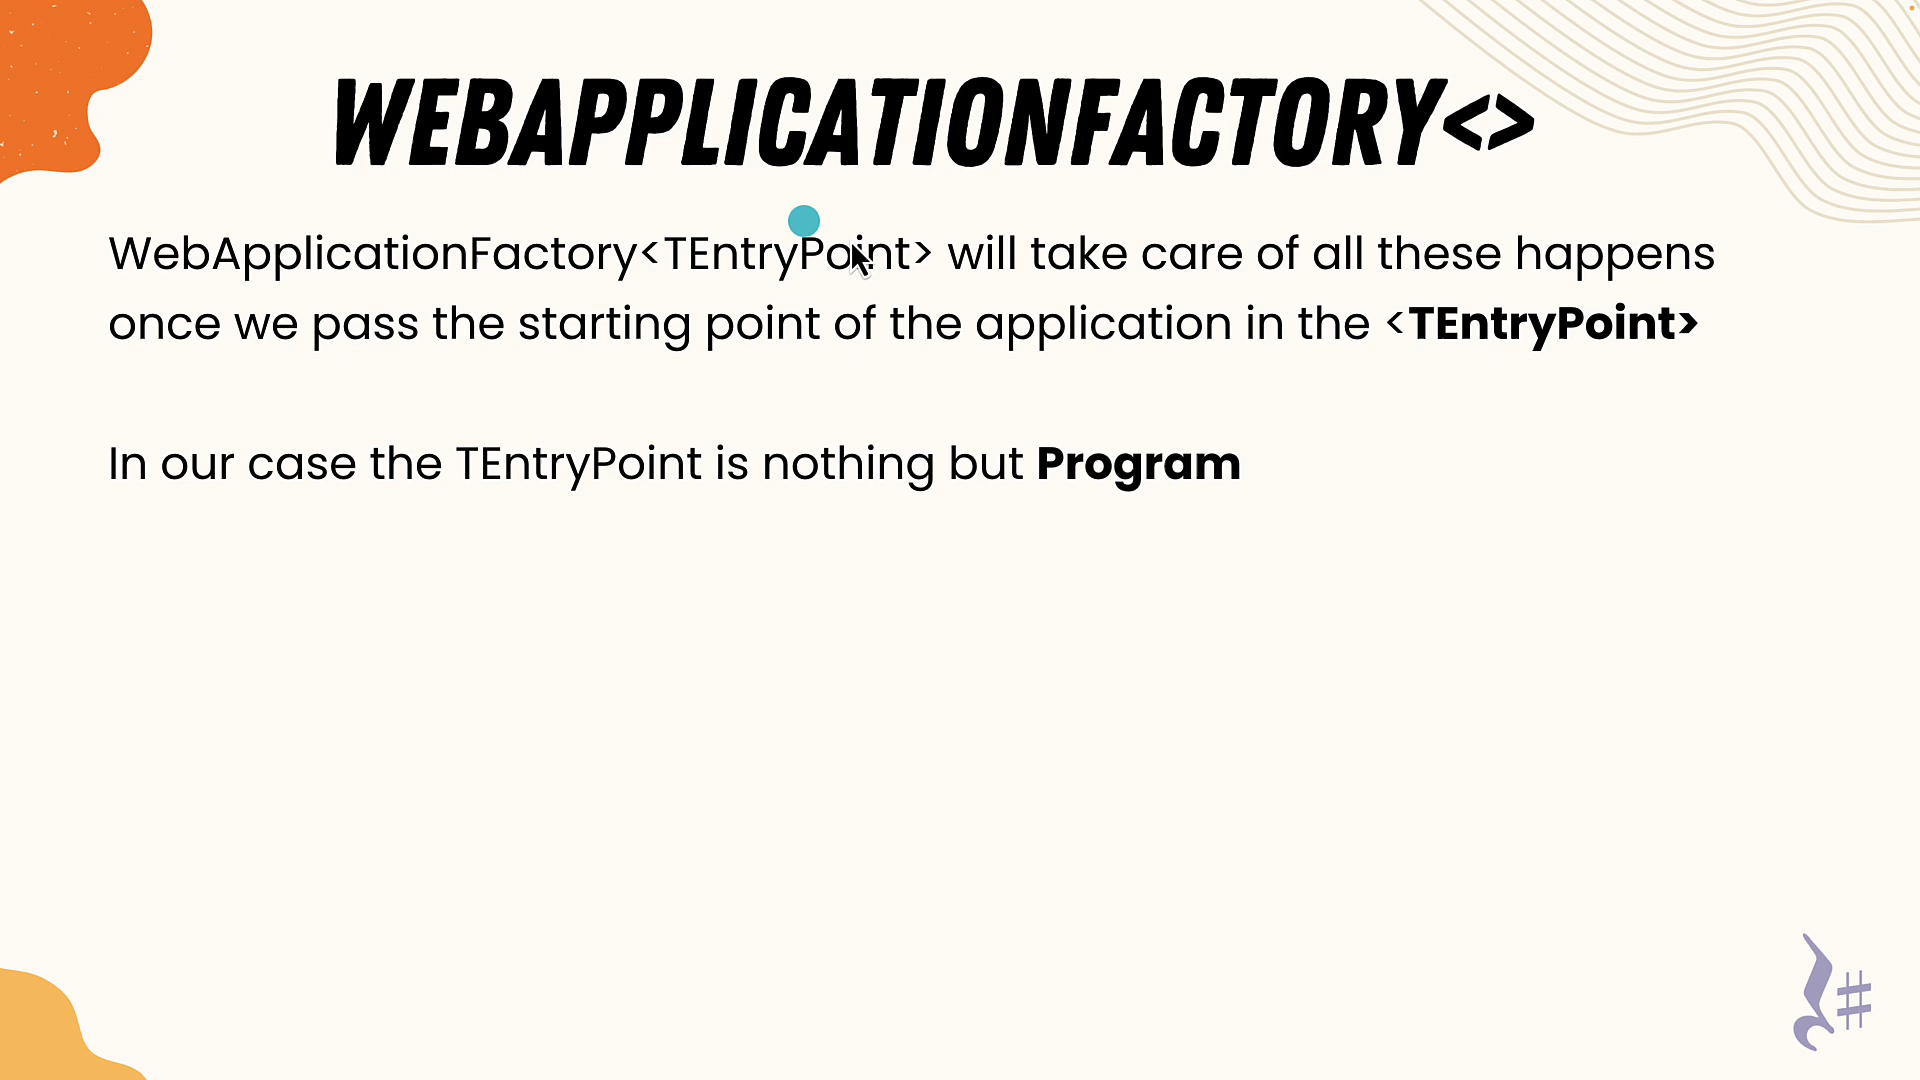 WEBAPPLICATIONFACTORY<>
WebApplicationFactory<TEntryPoint> will take care of all these happens
once we pass the starting point of the application in the <TEntryPoint>
In our case the TEntryPoint is nothing but Program